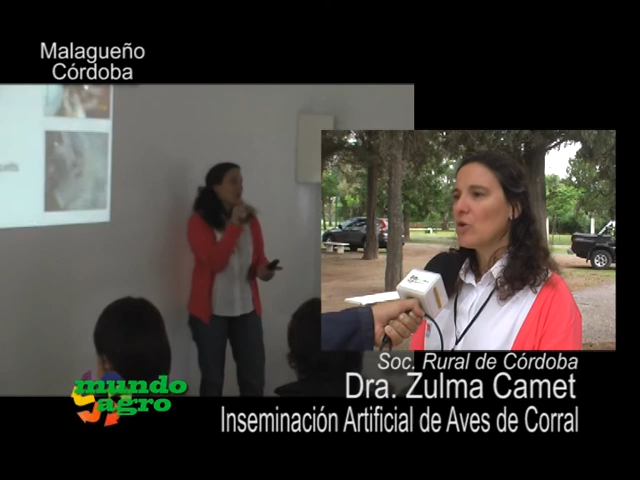 Malagueño
Córdoba
mundo
agro
Soc. Rural de Córdoba
Dra. Zulma Camet
Inseminación Artificial de Aves de Corral